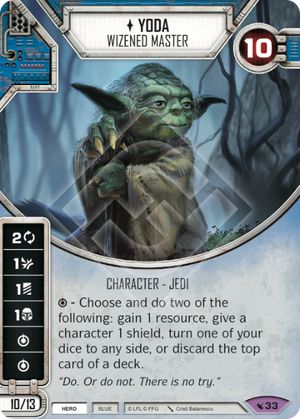 YODA
WIZENED MASTER
10
2
1
1
1
CHARACTER - JEDI
- Choose and do two of the
following: gain 1 resource, give a
character 1 shield, turn one of your
dice to any side, or discard the top
card of a deck.
"Do. Or do not. There is no try."
10/13
HERO
BLUE
© LFL © FFG
Cristi Balanescu
33